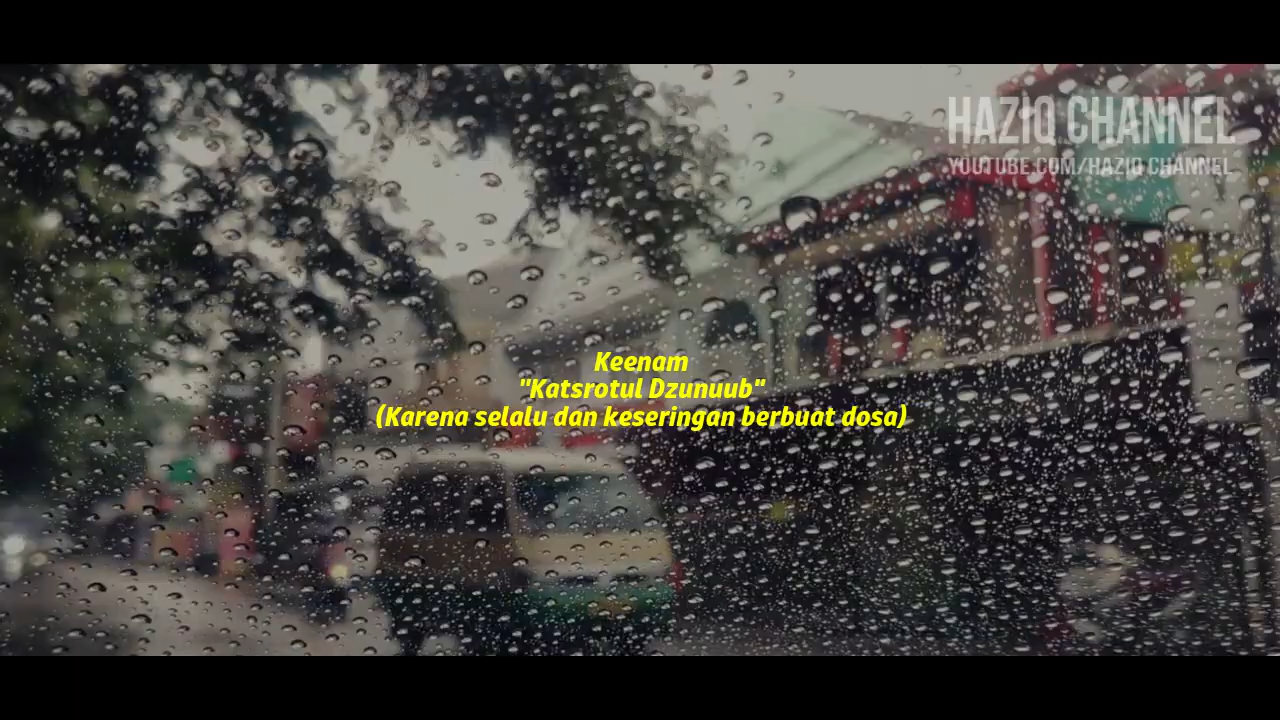 HAZIQ CHANNEL
YOUTUBE.COM/HAZIQ CHANNEL
Keenam
"Katsrotul Dzunuub"
(Karena selalu dan keseringan berbuat dosa)